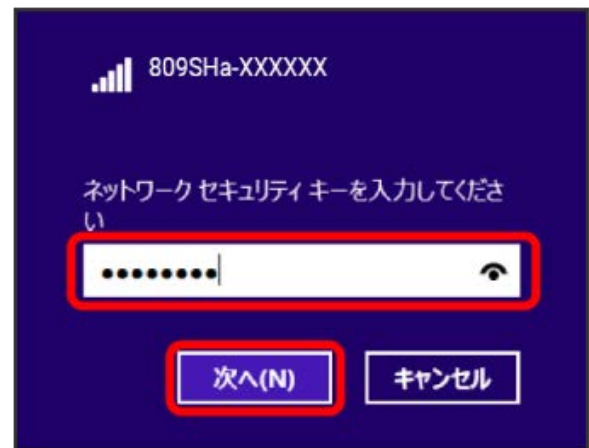 809SHa-XXXXXX
ネットワーク セキュリティ キーを入力してくださ
い
••••••••
次へ(N)
キャンセル